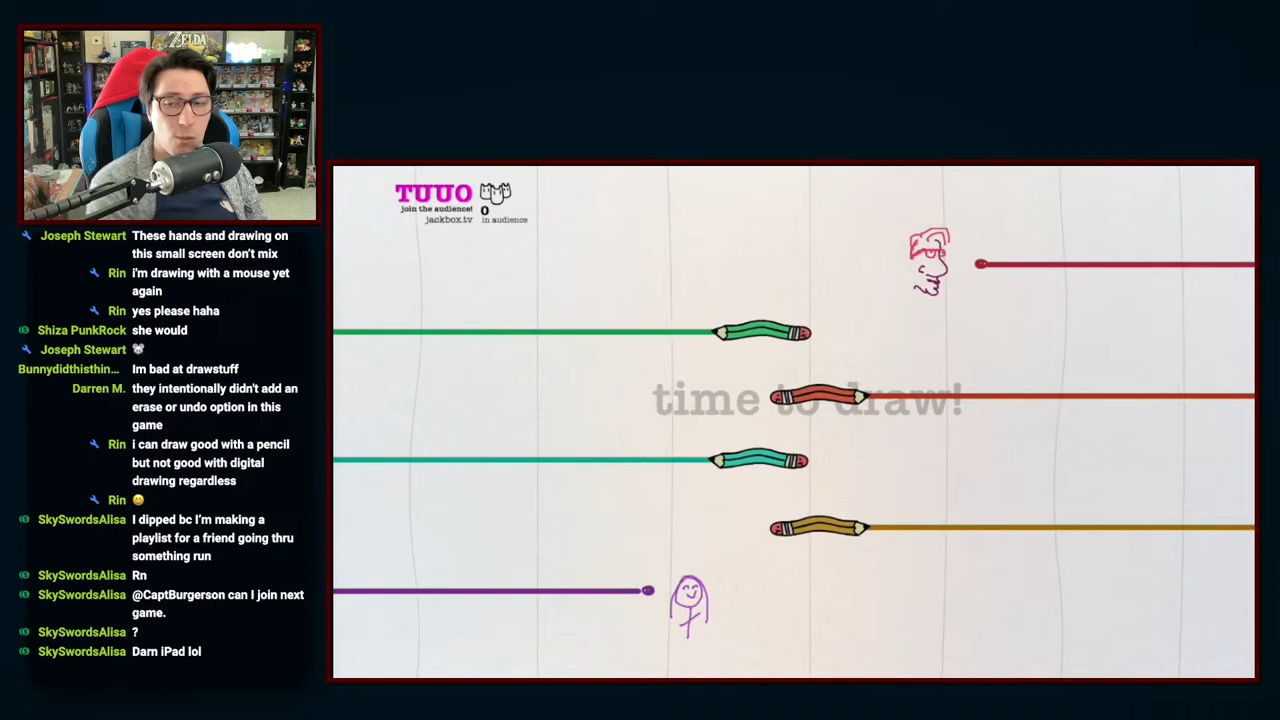 ZELDA
TUUO
join the audience!
jackbox.tv
0
in audience
time to draw!
Joseph Stewart These hands and drawing on
this small screen don't mix
Rin i'm drawing with a mouse yet
again
Rin yes please haha
Shiza PunkRock she would
Joseph Stewart 🐭
Bunnydidthisthin... Im bad at drawstuff
Darren M. they intentionally didn't add an
erase or undo option in this
game
Rin i can draw good with a pencil
but not good with digital
drawing regardless
Rin 😀
SkySwordsAlisa I dipped bc I'm making a
playlist for a friend going thru
something run
SkySwordsAlisa Rn
SkySwordsAlisa @CaptBurgerson can I join next
game.
SkySwordsAlisa ?
SkySwordsAlisa Darn iPad lol